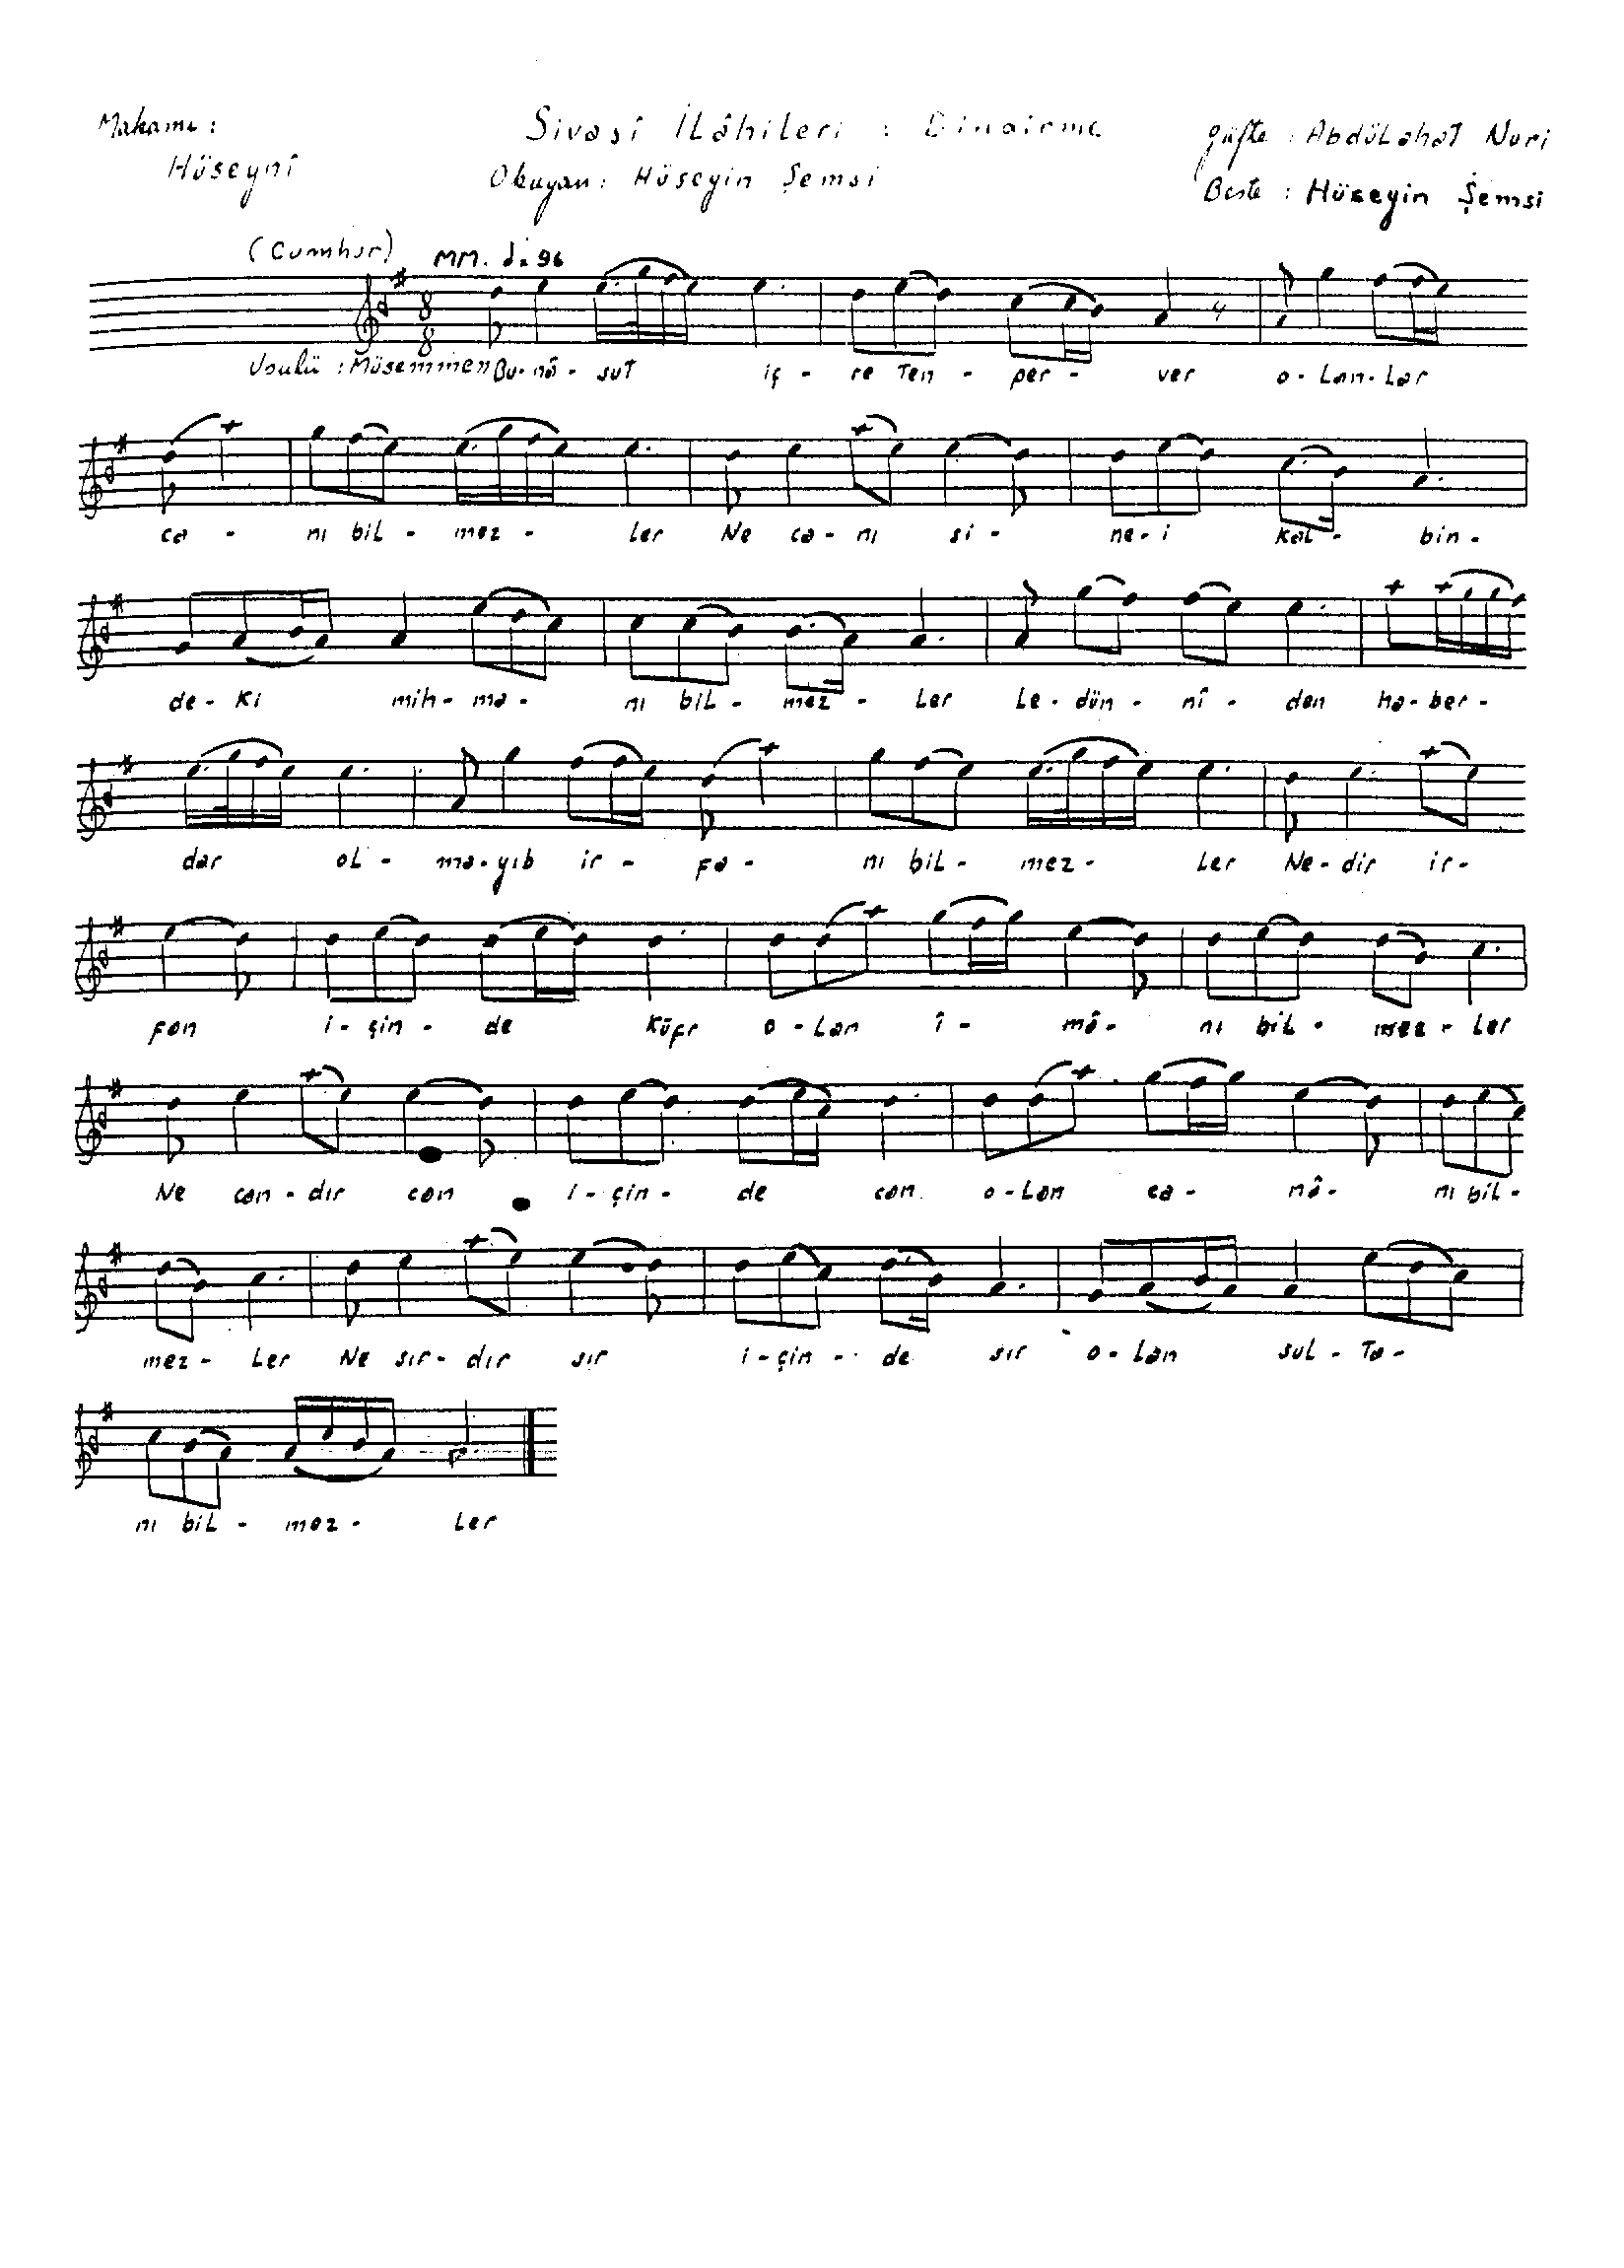 Makamı :
Hüseynî
Sivasî İLâhiLeri :
Okuyan : Hüseyin Şemsi
güfte : AbdüLahat Nuri
Beste : Hüseyin Şemsi
(Cumhur)
MM. ♩. 96
8
8
Usulü : Müsemmen
Bu-nâ-sut iç-re Ten-per-ver o-Lan-Lar
ca-nı biL-mez-Ler Ne ca-nı si-ne-i kaL-bin-
de-ki mih-ma-nı biL-mez-Ler Le-dün-nî-den ha-ber-
dar oL-ma-yıb ir-fa-nı biL-mez-Ler Ne-dir ir-
fan i-çin-de küfr o-Lan î-mâ-nı biL-mez-Ler
Ne can-dır can i-çin-de can o-Lan ca-nâ-nı biL-
mez-Ler Ne sır-dır sır i-çin-de sır o-Lan suL-Ta-
nı biL-mez-Ler